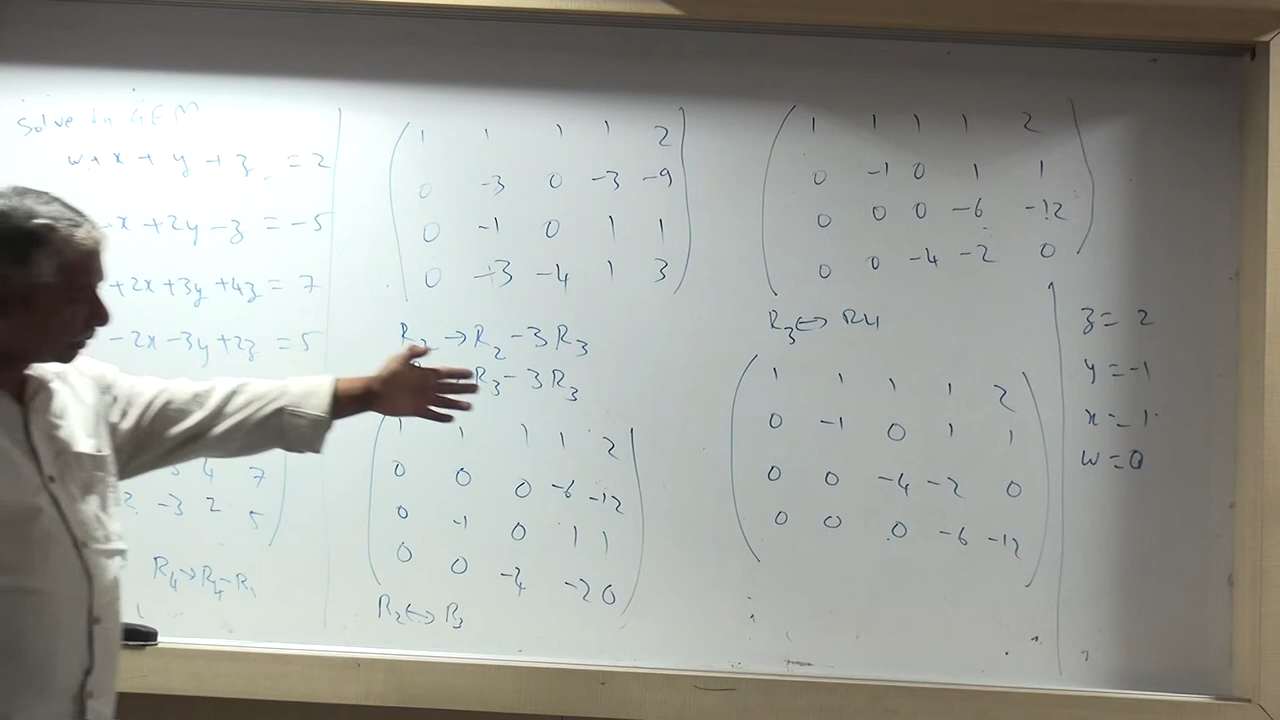 Solve by GEM
w + x + y + z = 2
-x + 2y - z = -5
+ 2x + 3y + 4z = 7
- 2x - 3y + 2z = 5
3 4 7
2 -3 2 5
R4 → R4 - R1
1 1 1 1 2
0 -3 0 -3 -9
0 -1 0 1 1
0 +3 -4 1 3
R2 → R2 - 3R3
R3 - 3R3
1 1 1 1 2
0 0 0 -6 -12
0 -1 0 1 1
0 0 -4 -2 0
R2 ↔ R3
1 1 1 1 2
0 -1 0 1 1
0 0 0 -6 -12
0 0 -4 -2 0
R3 ↔ R4
1 1 1 1 2
0 -1 0 1 1
0 0 -4 -2 0
0 0 0 -6 -12
z = 2
y = -1
x = 1
w = 0